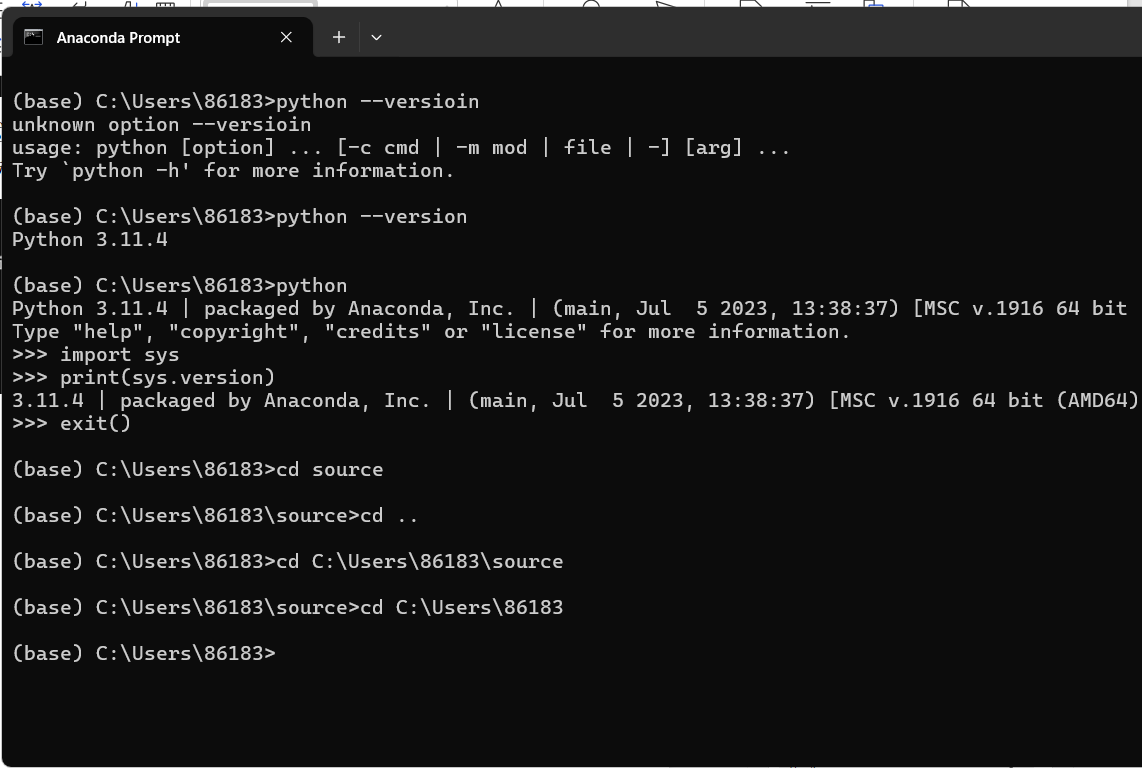 Anaconda Prompt
(base) C:\Users\86183>python --versioin
unknown option --versioin
usage: python [option] ... [-c cmd | -m mod | file | -] [arg] ...
Try `python -h' for more information.
(base) C:\Users\86183>python --version
Python 3.11.4
(base) C:\Users\86183>python
Python 3.11.4 | packaged by Anaconda, Inc. | (main, Jul  5 2023, 13:38:37) [MSC v.1916 64 bit
Type "help", "copyright", "credits" or "license" for more information.
>>> import sys
>>> print(sys.version)
3.11.4 | packaged by Anaconda, Inc. | (main, Jul  5 2023, 13:38:37) [MSC v.1916 64 bit (AMD64)
>>> exit()
(base) C:\Users\86183>cd source
(base) C:\Users\86183\source>cd ..
(base) C:\Users\86183>cd C:\Users\86183\source
(base) C:\Users\86183\source>cd C:\Users\86183
(base) C:\Users\86183>